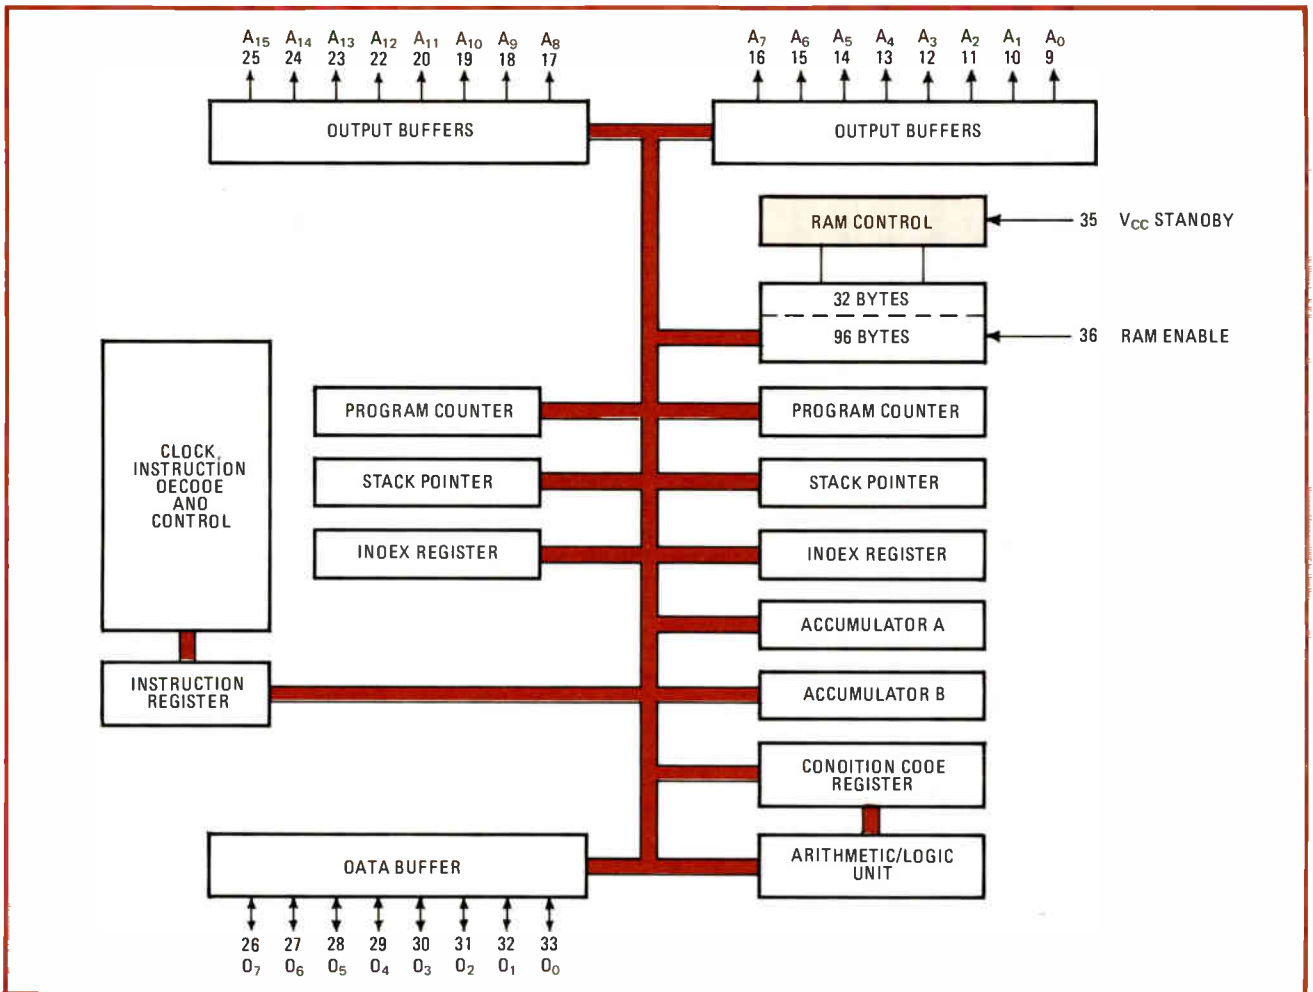 A15 A14 A13 A12 A11 A10 A9 A8
25 24 23 22 20 19 18 17
A7 A6 A5 A4 A3 A2 A1 A0
16 15 14 13 12 11 10 9
OUTPUT BUFFERS
OUTPUT BUFFERS
RAM CONTROL
35 VCC STANOBY
32 BYTES
96 BYTES
36 RAM ENABLE
CLOCK,
INSTRUCTION
OECOOE
AND
CONTROL
PROGRAM COUNTER
PROGRAM COUNTER
STACK POINTER
STACK POINTER
INOEX REGISTER
INOEX REGISTER
ACCUMULATOR A
INSTRUCTION
REGISTER
ACCUMULATOR B
CONOITION COOE
REGISTER
OATA BUFFER
ARITHMETIC/LOGIC
UNIT
26 27 28 29 30 31 32 33
O7 O6 O5 O4 O3 O2 O1 O0